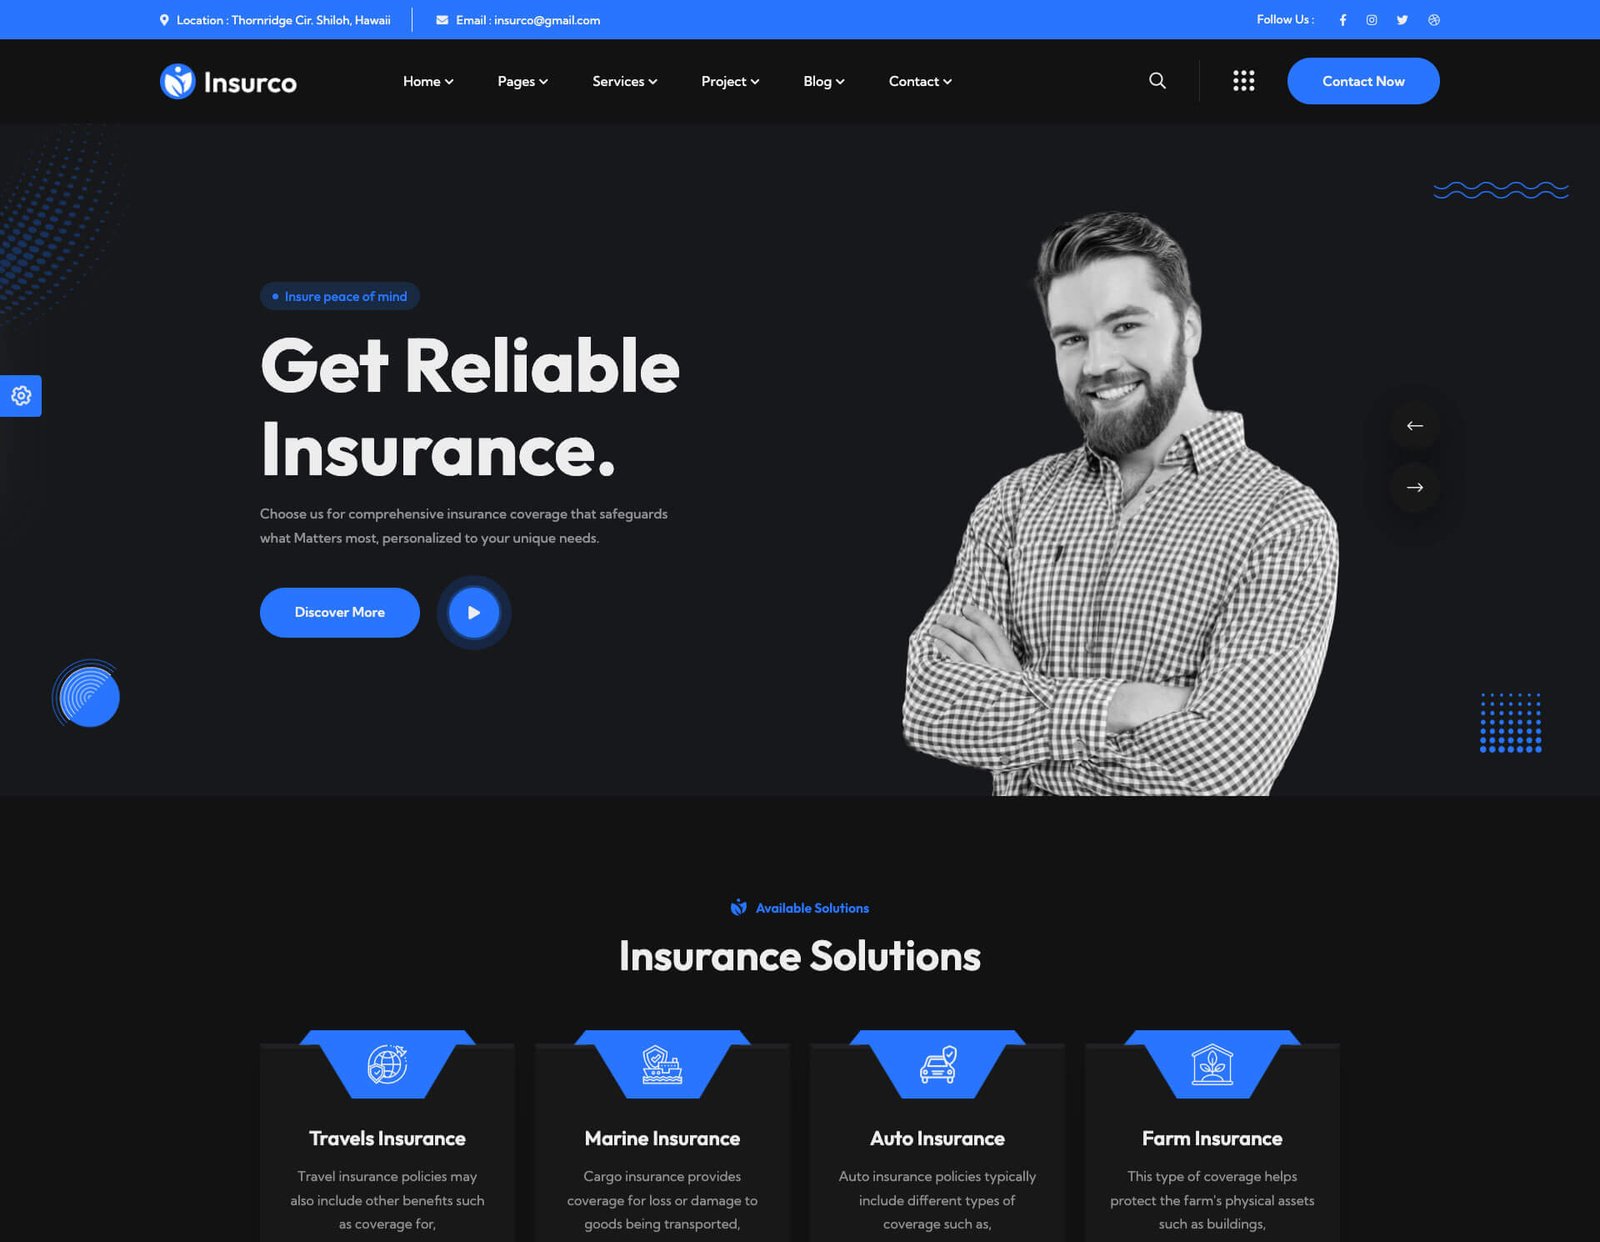 Location : Thornridge Cir. Shiloh, Hawaii
Email : insurco@gmail.com
Follow Us :
Insurco
Home
Pages
Services
Project
Blog
Contact
Contact Now
Insure peace of mind
Get Reliable
Insurance.
Choose us for comprehensive insurance coverage that safeguards
what Matters most, personalized to your unique needs.
Discover More
Available Solutions
Insurance Solutions
Travels Insurance
Travel insurance policies may
also include other benefits such
as coverage for,
Marine Insurance
Cargo insurance provides
coverage for loss or damage to
goods being transported,
Auto Insurance
Auto insurance policies typically
include different types of
coverage such as,
Farm Insurance
This type of coverage helps
protect the farm's physical assets
such as buildings,